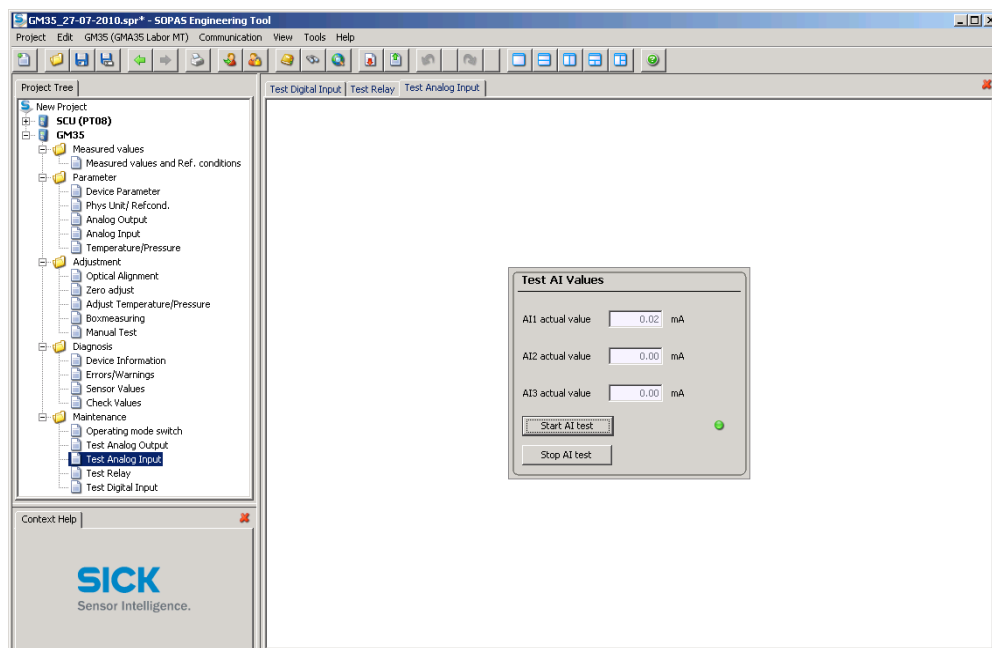 GM35_27-07-2010.spr* - SOPAS Engineering Tool
Project Edit GM35 (GMA35 Labor MT) Communication View Tools Help
Project Tree
New Project
SCU (PT08)
GM35
Measured values
Measured values and Ref. conditions
Parameter
Device Parameter
Phys Unit/ Refcond.
Analog Output
Analog Input
Temperature/Pressure
Adjustment
Optical Alignment
Zero adjust
Adjust Temperature/Pressure
Boxmeasuring
Manual Test
Diagnosis
Device Information
Errors/Warnings
Sensor Values
Check Values
Maintenance
Operating mode switch
Test Analog Output
Test Analog Input
Test Relay
Test Digital Input
Context Help
SICK
Sensor Intelligence.
Test Digital Input Test Relay Test Analog Input
Test AI Values
AI1 actual value 0.02 mA
AI2 actual value 0.00 mA
AI3 actual value 0.00 mA
Start AI test
Stop AI test